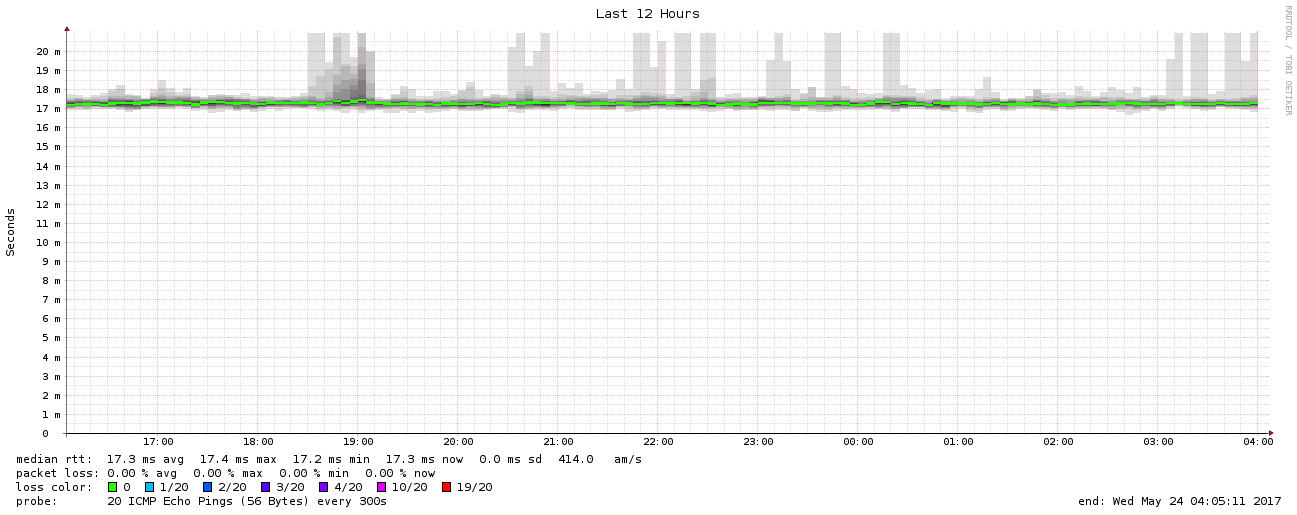 Last 12 Hours
RRDTOOL / TOBI OETIKER
Seconds
20 m
19 m
18 m
17 m
16 m
15 m
14 m
13 m
12 m
11 m
10 m
9 m
8 m
7 m
6 m
5 m
4 m
3 m
2 m
1 m
0
17:00 18:00 19:00 20:00 21:00 22:00 23:00 00:00 01:00 02:00 03:00 04:00
median rtt: 17.3 ms avg 17.4 ms max 17.2 ms min 17.3 ms now 0.0 ms sd 414.0 am/s
packet loss: 0.00 % avg 0.00 % max 0.00 % min 0.00 % now
loss color: 0 1/20 2/20 3/20 4/20 10/20 19/20
probe: 20 ICMP Echo Pings (56 Bytes) every 300s end: Wed May 24 04:05:11 2017